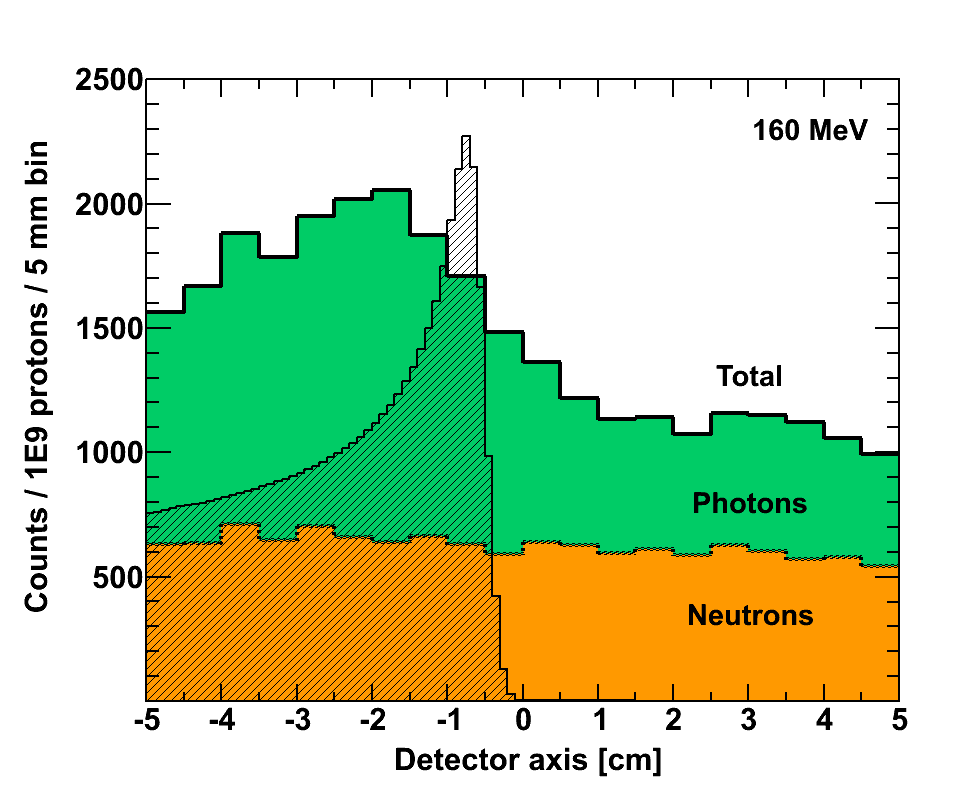 2500
160 MeV
2000
1500
Total
1000
Photons
500
Neutrons
-5 -4 -3 -2 -1 0 1 2 3 4 5
Detector axis [cm]
Counts / 1E9 protons / 5 mm bin